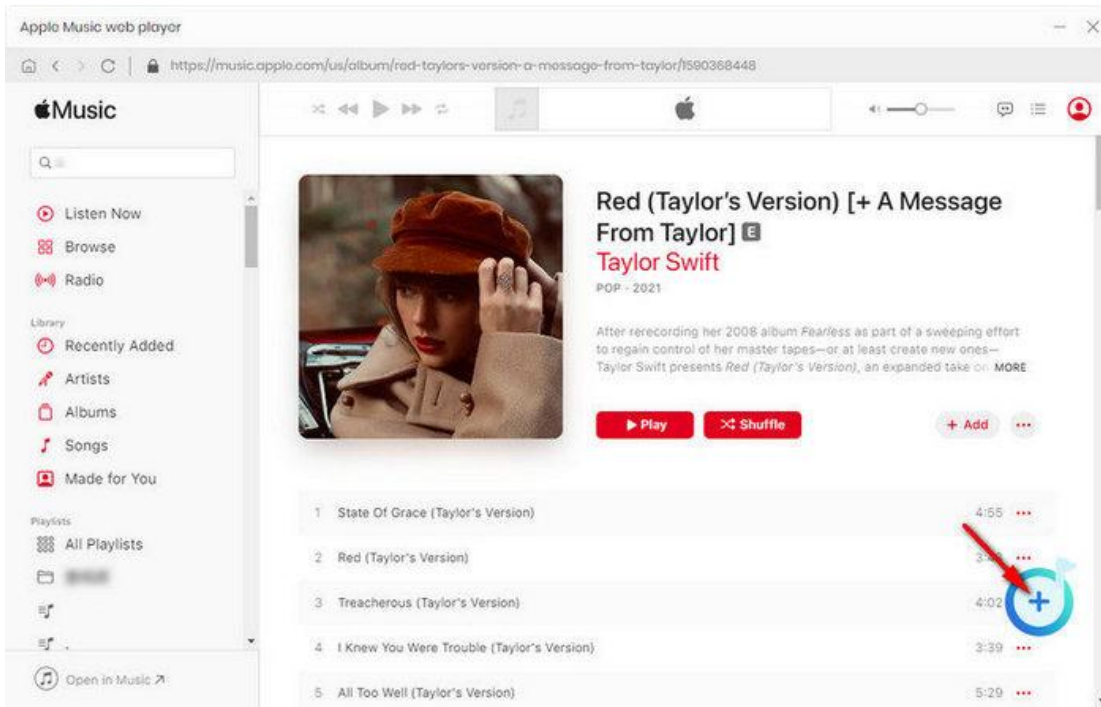 Apple Music web player
https://music.apple.com/us/album/red-taylors-version-a-message-from-taylor/1590368448
Music
Listen Now
Browse
Radio
Library
Recently Added
Artists
Albums
Songs
Made for You
Playlists
All Playlists
Open in Music
Red (Taylor's Version) [+ A Message
From Taylor] E
Taylor Swift
POP · 2021
After rerecording her 2008 album Fearless as part of a sweeping effort
to regain control of her master tapes—or at least create new ones—
Taylor Swift presents Red (Taylor's Version), an expanded take on MORE
Play
Shuffle
+ Add
1 State Of Grace (Taylor's Version) 4:55
2 Red (Taylor's Version)
3 Treacherous (Taylor's Version) 4:02
4 I Knew You Were Trouble (Taylor's Version) 3:39
5 All Too Well (Taylor's Version) 5:29